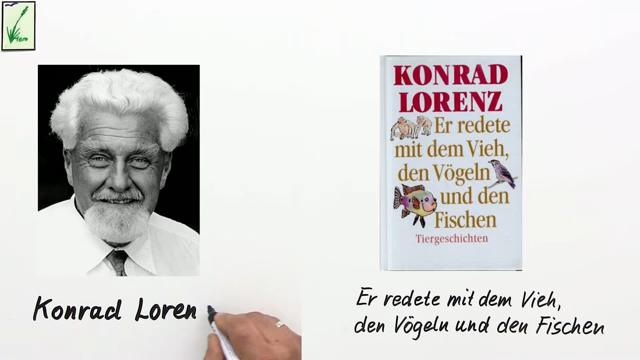 KONRAD
LORENZ
Er redete
mit dem Vieh,
den Vögeln
und den
Fischen
Tiergeschichten
Konrad Loren
Er redete mit dem Vieh,
den Vögeln und den Fischen